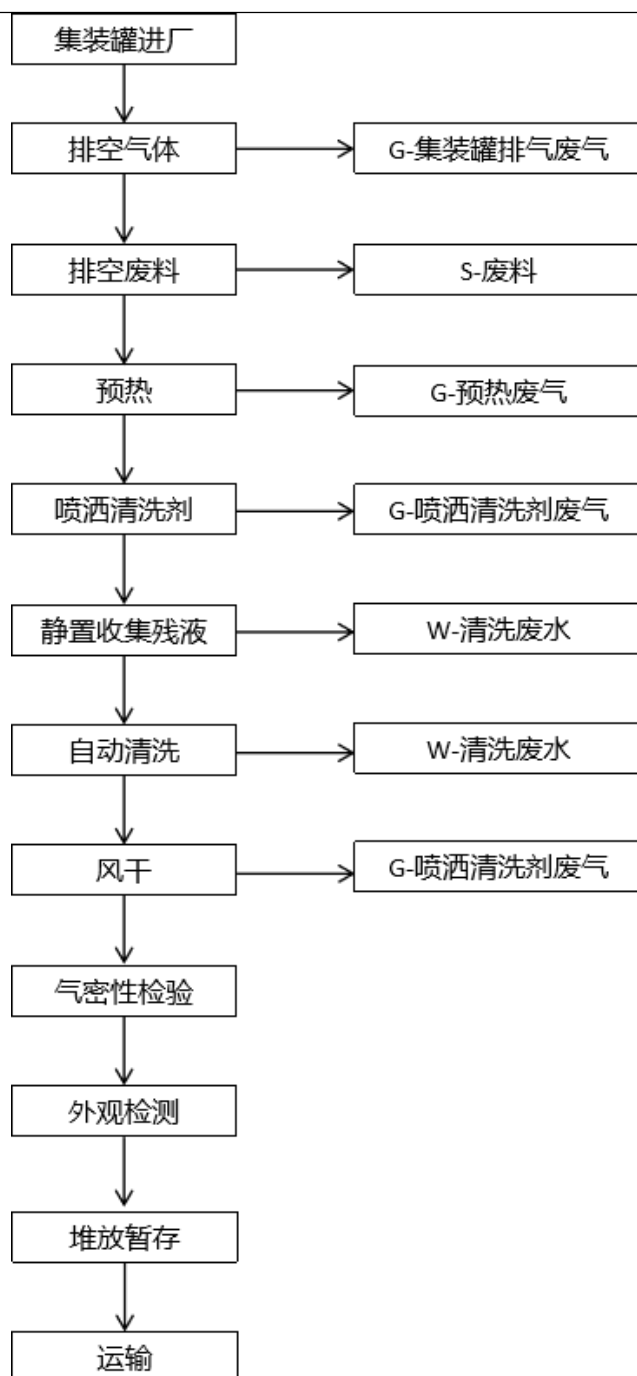 集装罐进厂
排空气体
G-集装罐排气废气
排空废料
S-废料
预热
G-预热废气
喷洒清洗剂
G-喷洒清洗剂废气
静置收集残液
W-清洗废水
自动清洗
W-清洗废水
风干
G-喷洒清洗剂废气
气密性检验
外观检测
堆放暂存
运输